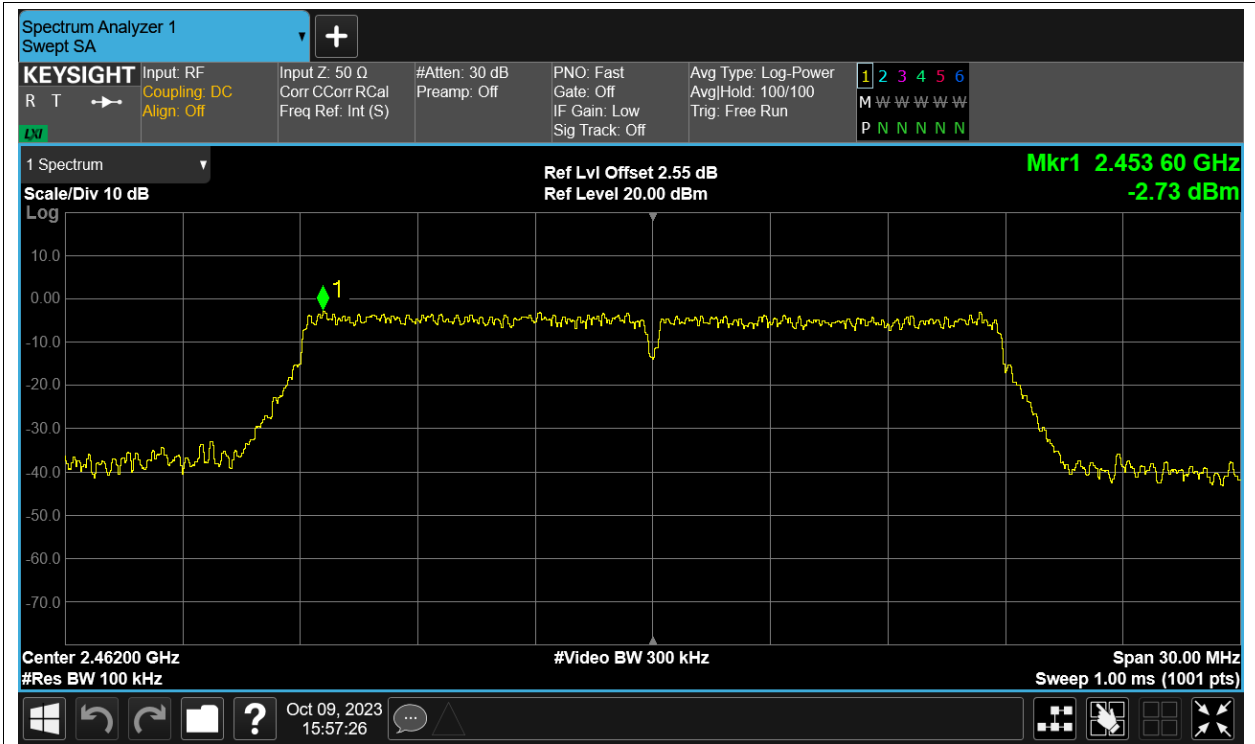 Spectrum Analyzer 1
Swept SA
KEYSIGHT
R T
LXI
Input: RF
Coupling: DC
Align: Off
Input Z: 50 Ω
Corr CCorr RCal
Freq Ref: Int (S)
#Atten: 30 dB
Preamp: Off
PNO: Fast
Gate: Off
IF Gain: Low
Sig Track: Off
Avg Type: Log-Power
Avg|Hold: 100/100
Trig: Free Run
1 2 3 4 5 6
M W W W W W
P N N N N N
1 Spectrum
Scale/Div 10 dB
Log
Ref Lvl Offset 2.55 dB
Ref Level 20.00 dBm
Mkr1 2.453 60 GHz
-2.73 dBm
10.0
0.00
-10.0
-20.0
-30.0
-40.0
-50.0
-60.0
-70.0
1
Center 2.46200 GHz
#Res BW 100 kHz
#Video BW 300 kHz
Span 30.00 MHz
Sweep 1.00 ms (1001 pts)
?
Oct 09, 2023
15:57:26